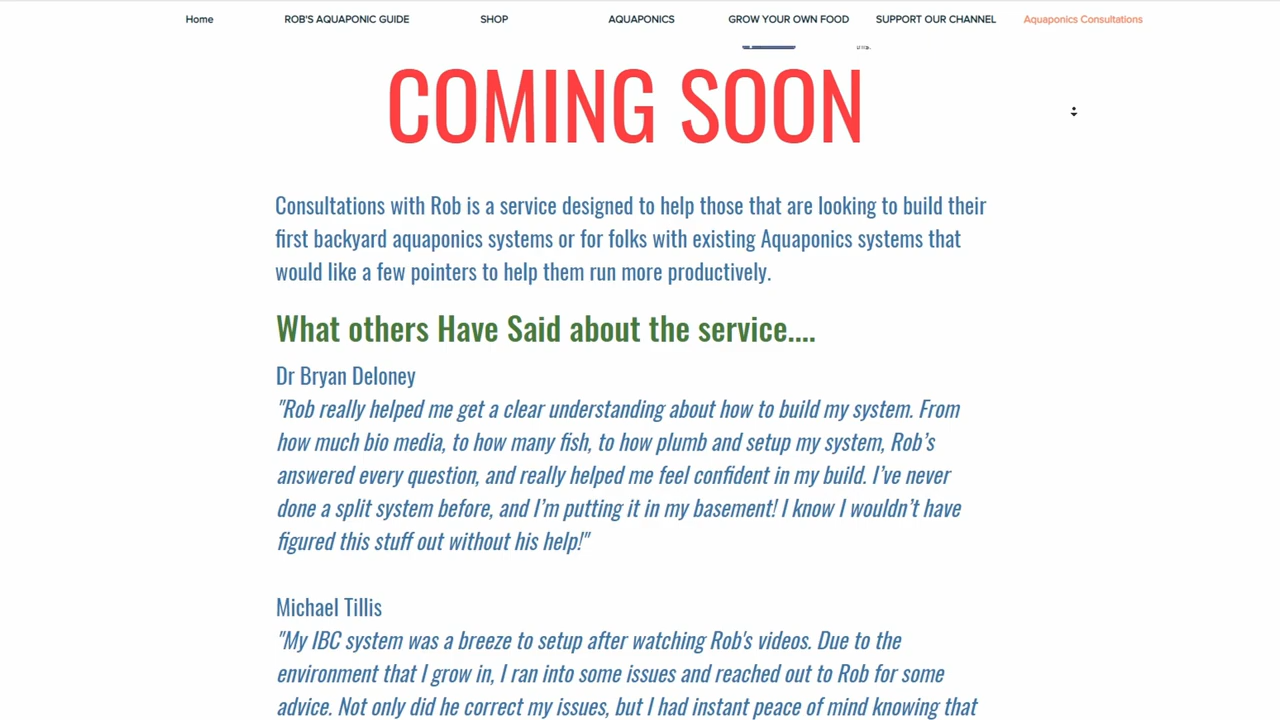 Home ROB'S AQUAPONIC GUIDE SHOP AQUAPONICS GROW YOUR OWN FOOD SUPPORT OUR CHANNEL Aquaponics Consultations
COMING SOON
Consultations with Rob is a service designed to help those that are looking to build their
first backyard aquaponics systems or for folks with existing Aquaponics systems that
would like a few pointers to help them run more productively.
What others Have Said about the service....
Dr Bryan Deloney
"Rob really helped me get a clear understanding about how to build my system. From
how much bio media, to how many fish, to how plumb and setup my system, Rob’s
answered every question, and really helped me feel confident in my build. I’ve never
done a split system before, and I’m putting it in my basement! I know I wouldn’t have
figured this stuff out without his help!"
Michael Tillis
"My IBC system was a breeze to setup after watching Rob's videos. Due to the
environment that I grow in, I ran into some issues and reached out to Rob for some
advice. Not only did he correct my issues, but I had instant peace of mind knowing that